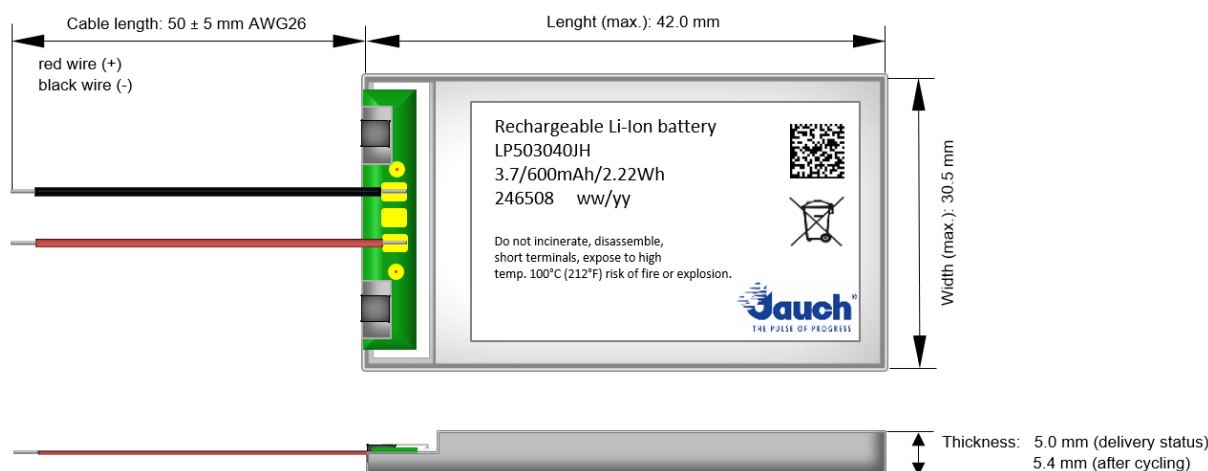 Cable length: 50 ± 5 mm AWG26
Lenght (max.): 42.0 mm
red wire (+)
black wire (-)
Rechargeable Li-Ion battery
LP503040JH
3.7/600mAh/2.22Wh
246508 ww/yy
Do not incinerate, disassemble,
short terminals, expose to high
temp. 100°C (212°F) risk of fire or explosion.
Jauch®
THE PULSE OF PROGRESS
Width (max.): 30.5 mm
Thickness: 5.0 mm (delivery status)
5.4 mm (after cycling)